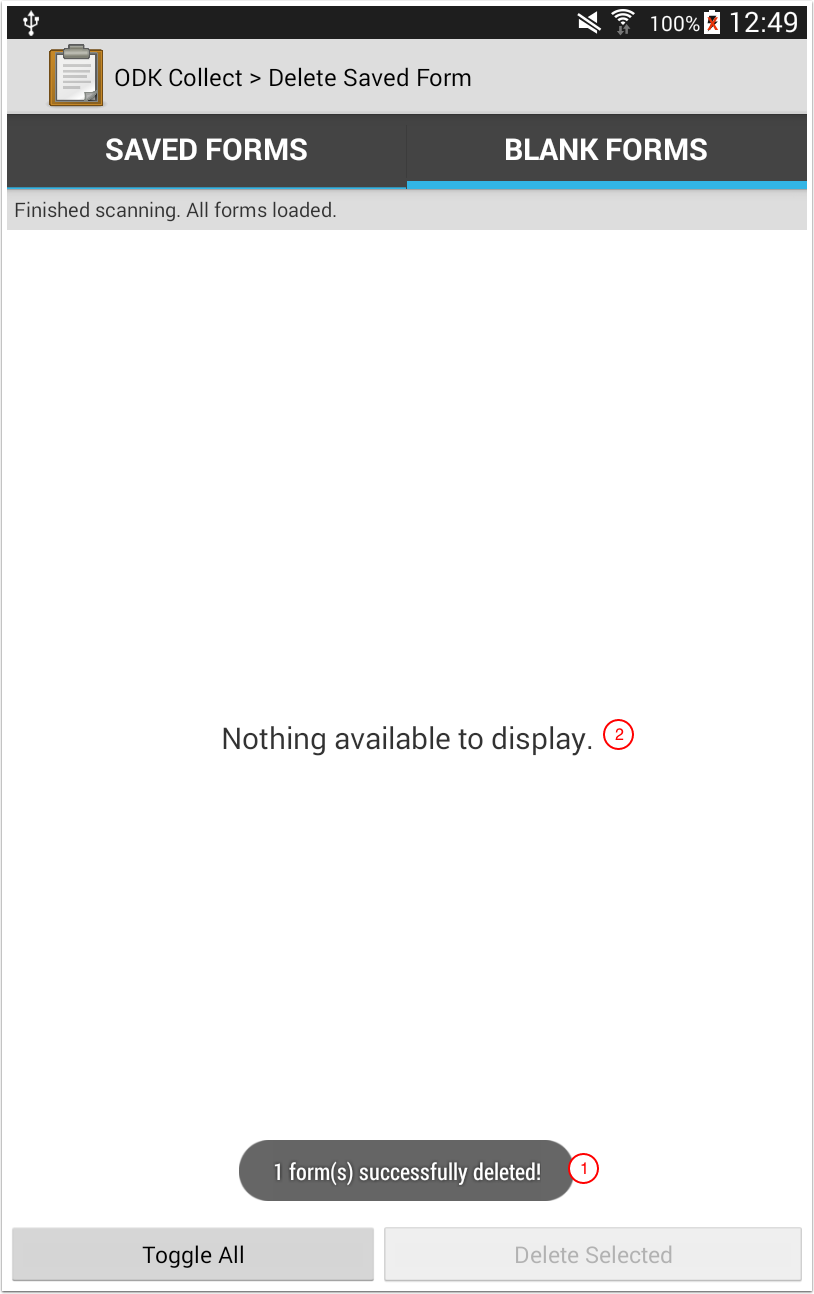 100% 12:49
ODK Collect > Delete Saved Form
SAVED FORMS BLANK FORMS
Finished scanning. All forms loaded.
Nothing available to display. 2
1 form(s) successfully deleted! 1
Toggle All Delete Selected